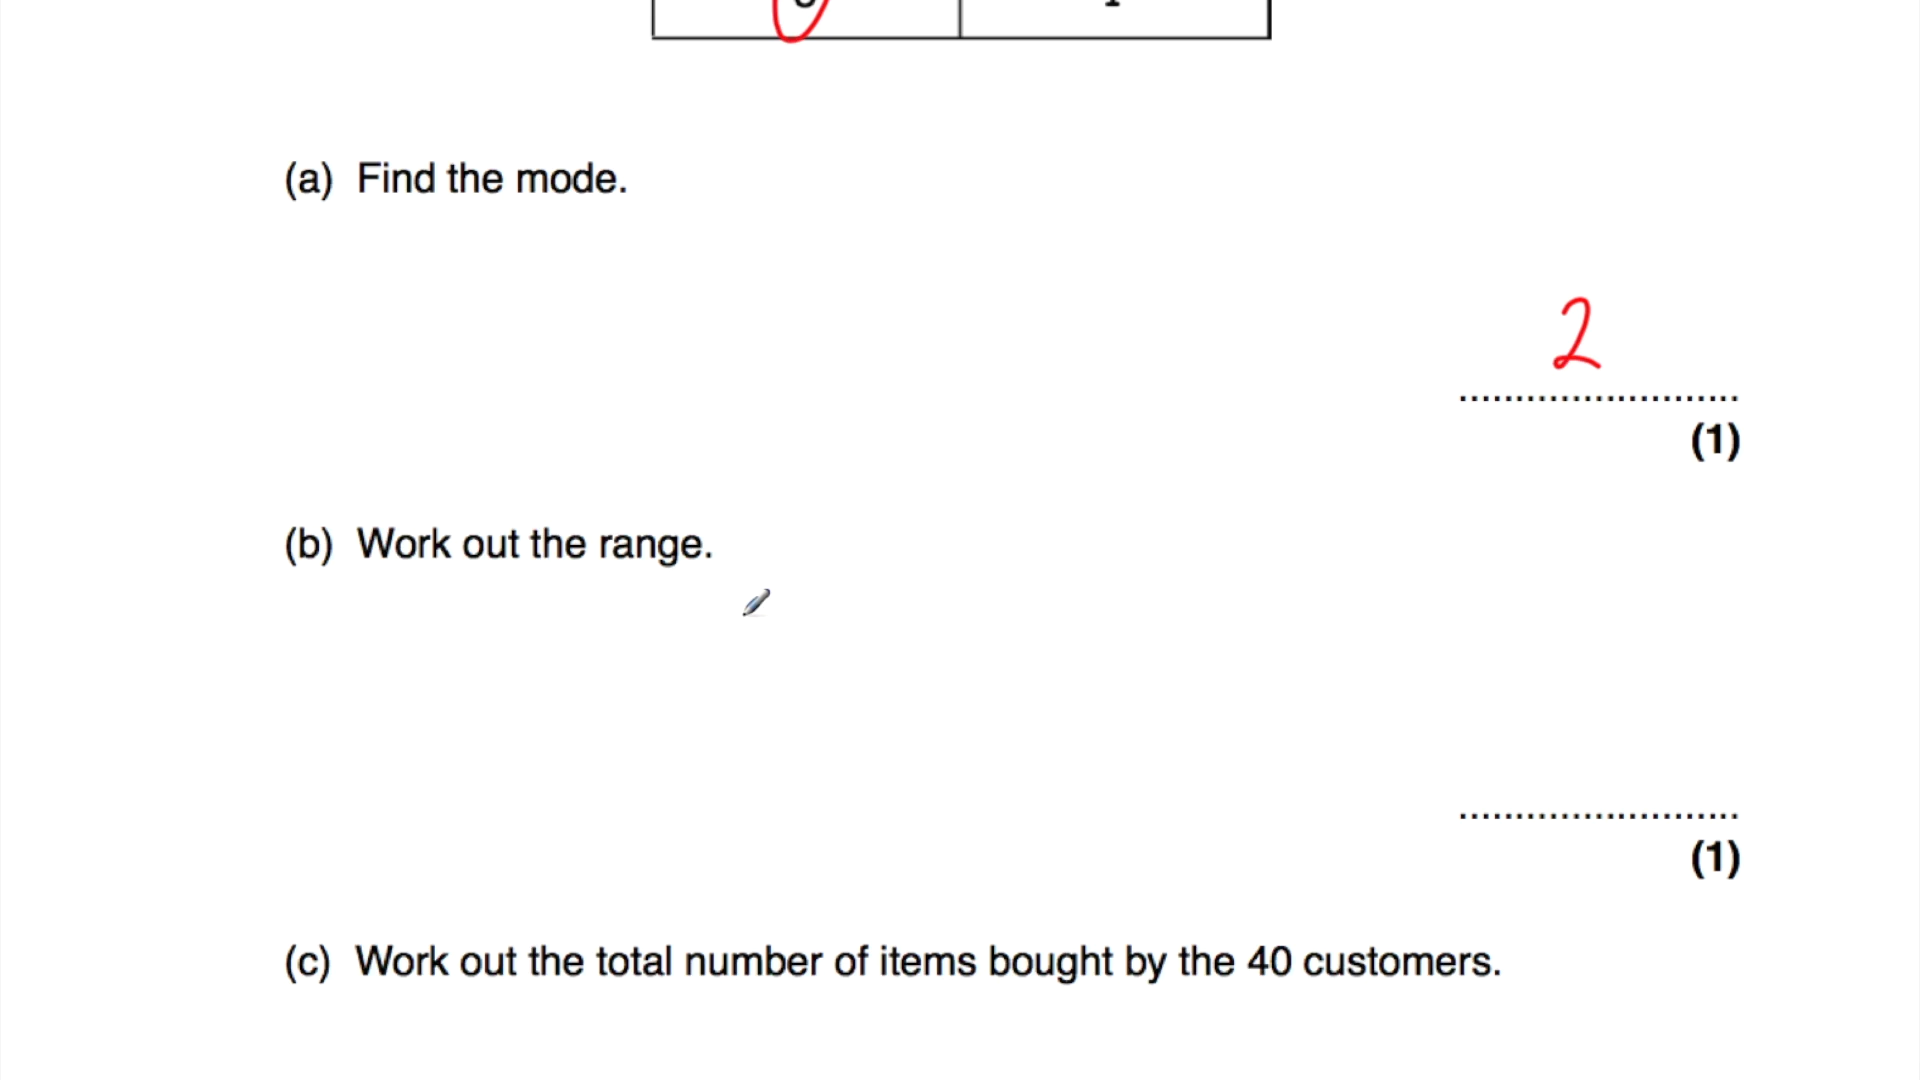 (a) Find the mode.
2
..........................
(1)
(b) Work out the range.
..........................
(1)
(c) Work out the total number of items bought by the 40 customers.